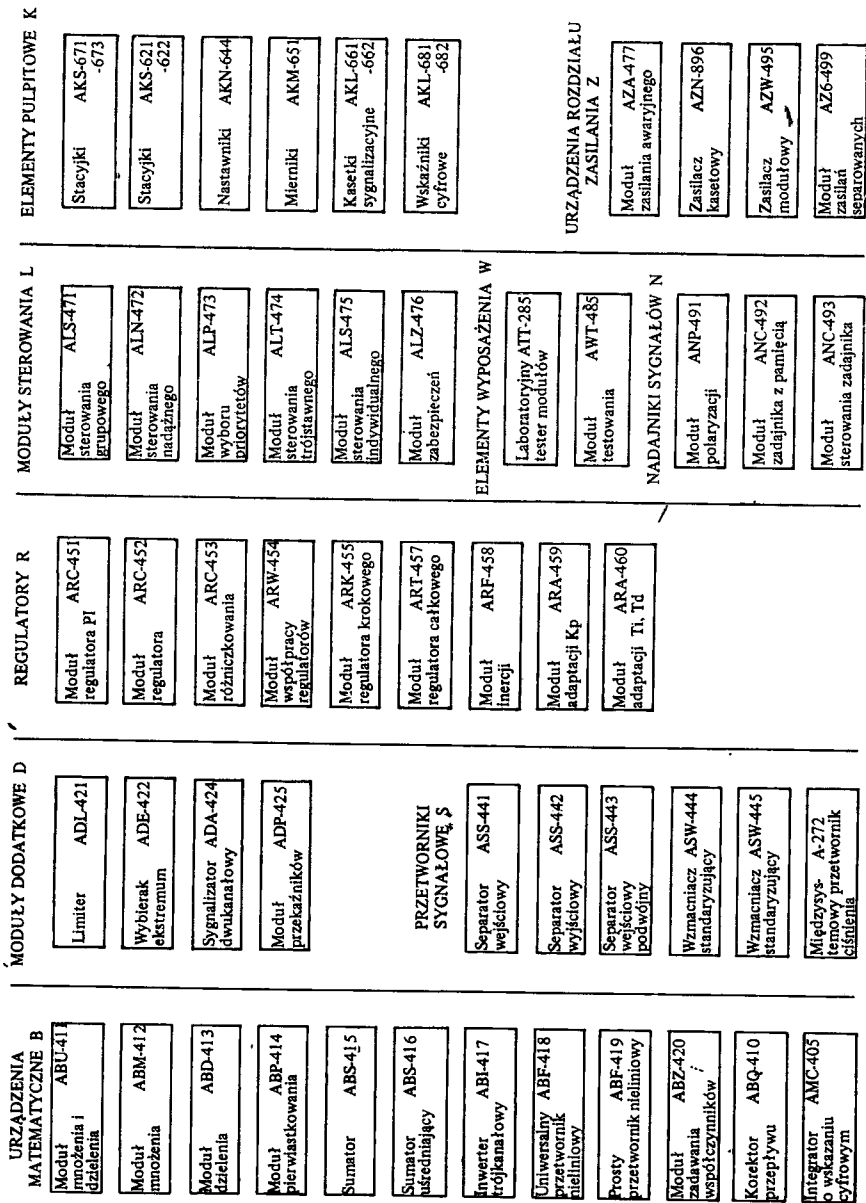 URZĄDZENIA
MATEMATYCZNE B
Moduł ABU-411
mnożenia i
dzielenia
Moduł ABM-412
mnożenia
Moduł ABD-413
dzielenia
Moduł ABP-414
pierwiastkowania
Sumator ABS-415
Sumator ABS-416
uśredniający
Inwerter ABI-417
trójkanałowy
Uniwersalny ABF-418
przetwornik
nieliniowy
Prosty ABF-419
przetwornik nieliniowy
Moduł ABZ-420
zadawania
współczynników
Korektor ABQ-410
przepływu
Integrator AMC-405
o wskazaniu
cyfrowym
MODUŁY DODATKOWE D
Limiter ADL-421
Wybierak ADE-422
ekstremum
Sygnalizator ADA-424
dwukanałowy
Moduł ADP-425
przekaźników
PRZETWORNIKI
SYGNAŁOWE S
Separator ASS-441
wejściowy
Separator ASS-442
wyjściowy
Separator ASS-443
wejściowy
podwójny
Wzmacniacz ASW-444
standaryzujący
Wzmacniacz ASW-445
standaryzujący
Międzysys- A-272
temowy przetwornik
ciśnienia
REGULATORY R
Moduł ARC-451
regulatora PI
Moduł ARC-452
regulatora
Moduł ARC-453
różniczkowania
Moduł ARW-454
współpracy
regulatorów
Moduł ARK-455
regulatora krokowego
Moduł ART-457
regulatora całkowego
Moduł ARF-458
inercji
Moduł ARA-459
adaptacji Kp
Moduł ARA-460
adaptacji Ti, Td
MODUŁY STEROWANIA L
Moduł ALS-471
sterowania
grupowego
Moduł ALN-472
sterowania
nadążnego
Moduł ALP-473
wyboru
priorytetów
Moduł ALT-474
sterowania
trójstawnego
Moduł ALS-475
sterowania
indywidualnego
Moduł ALZ-476
zabezpieczeń
ELEMENTY WYPOSAŻENIA W
Laboratoryjny ATT-285
tester modułów
Moduł AWT-485
testowania
NADAJNIKI SYGNAŁÓW N
Moduł ANP-491
polaryzacji
Moduł ANC-492
zadajnika z pamięcią
Moduł ANC-493
sterowania zadajnika
ELEMENTY PULPITOWE K
Stacyjki AKS-671
-673
Stacyjki AKS-621
-622
Nastawniki AKN-644
Mierniki AKM-651
Kasetki AKL-661
sygnalizacyjne -662
Wskaźniki AKL-681
cyfrowe -682
URZĄDZENIA ROZDZIAŁU
ZASILANIA Z
Moduł AZA-477
zasilania awaryjnego
Zasilacz AZN-896
kasetowy
Zasilacz AZW-495
modułowy
Moduł AZ6-499
zasilań
separowanych